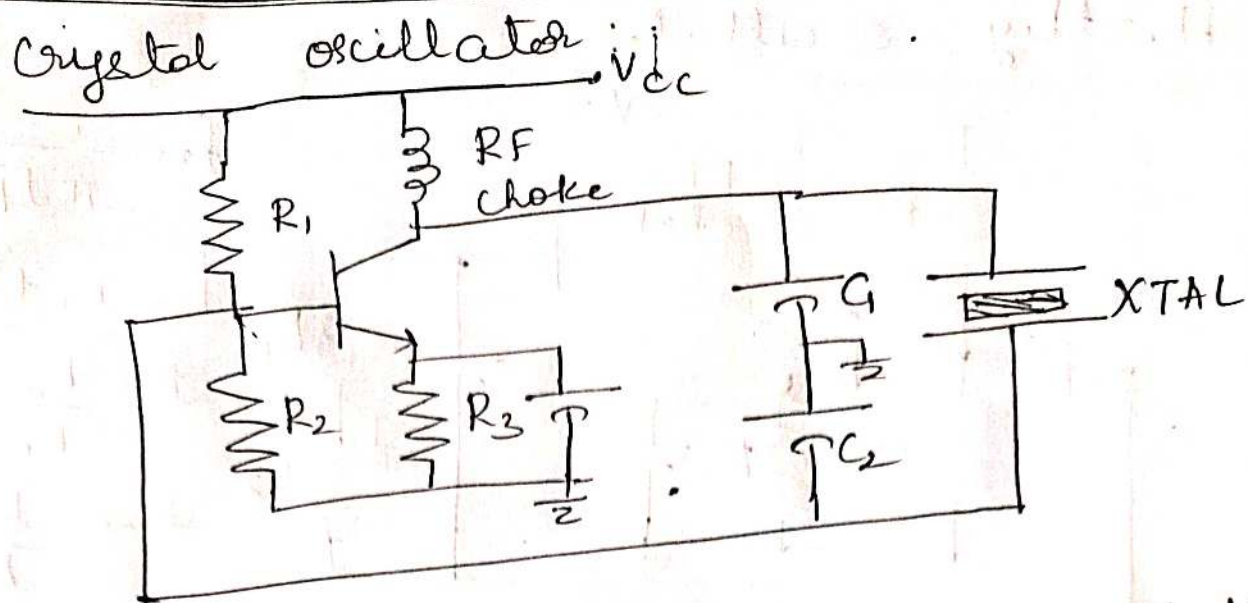 Crystal oscillator
Vcc
RF
choke
R1
C1
XTAL
R2
R3
C2